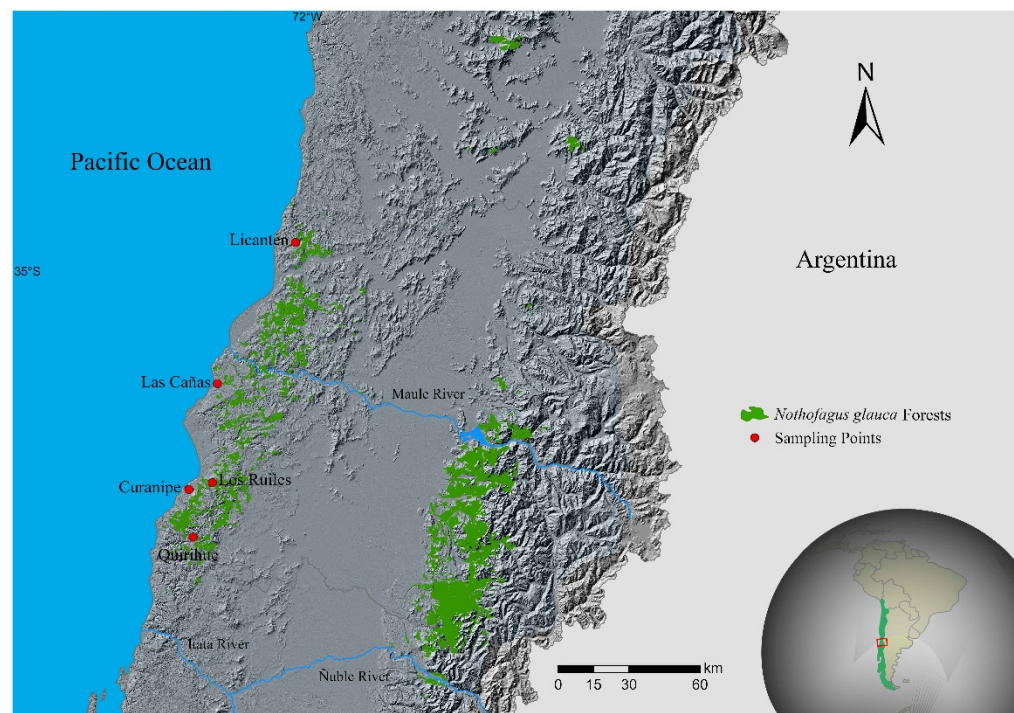 72°W
N
Pacific Ocean
Licantén
Argentina
35°S
Las Cañas
Maule River
Nothofagus glauca Forests
Sampling Points
Los Ruiles
Curanipe
Quirihue
Itata River
Ñuble River
km
0 15 30 60